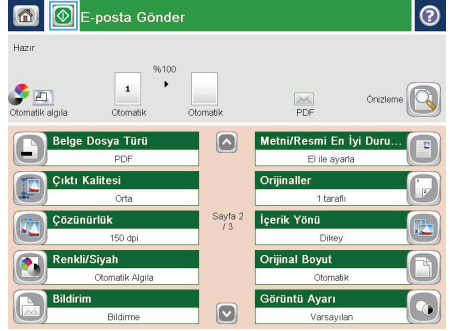 E-posta Gönder
Hazır
%100
1
Otomatik algıla
Otomatik
Otomatik
PDF
Önizleme
Belge Dosya Türü
PDF
Çıktı Kalitesi
Orta
Çözünürlük
150 dpi
Renkli/Siyah
Otomatik Algıla
Bildirim
Bildirme
Sayfa 2
/ 3
Metni/Resmi En İyi Duru...
El ile ayarla
Orijinaller
1 taraflı
İçerik Yönü
Dikey
Orijinal Boyut
Otomatik
Görüntü Ayarı
Varsayılan